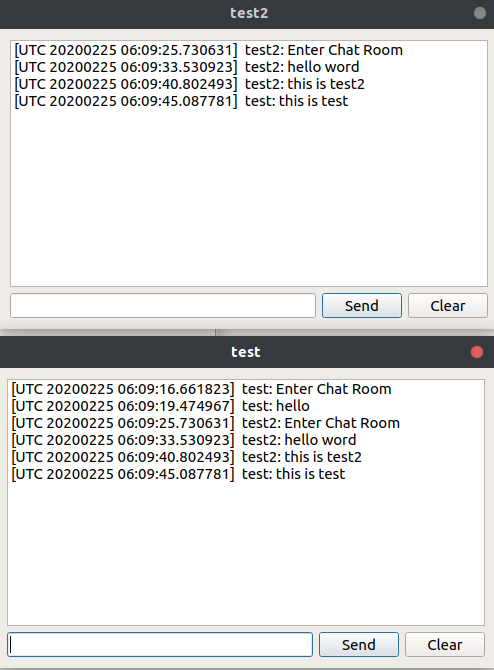 test2
[UTC 20200225 06:09:25.730631] test2: Enter Chat Room
[UTC 20200225 06:09:33.530923] test2: hello word
[UTC 20200225 06:09:40.802493] test2: this is test2
[UTC 20200225 06:09:45.087781] test: this is test
Send Clear
test
[UTC 20200225 06:09:16.661823] test: Enter Chat Room
[UTC 20200225 06:09:19.474967] test: hello
[UTC 20200225 06:09:25.730631] test2: Enter Chat Room
[UTC 20200225 06:09:33.530923] test2: hello word
[UTC 20200225 06:09:40.802493] test2: this is test2
[UTC 20200225 06:09:45.087781] test: this is test
Send Clear